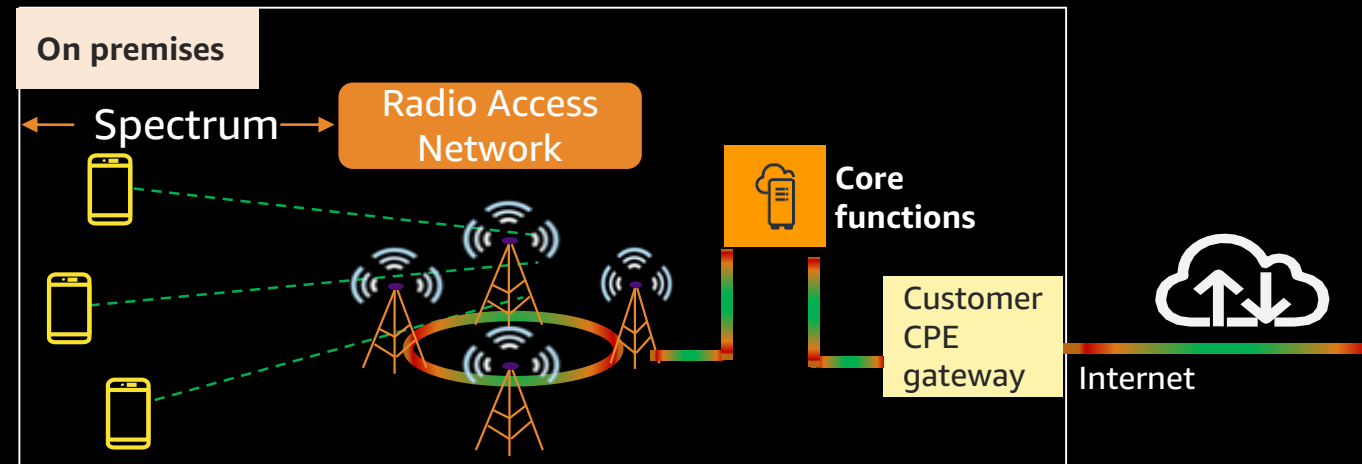 On premises
Spectrum
Radio Access
Network
Core
functions
Customer
CPE
gateway
Internet